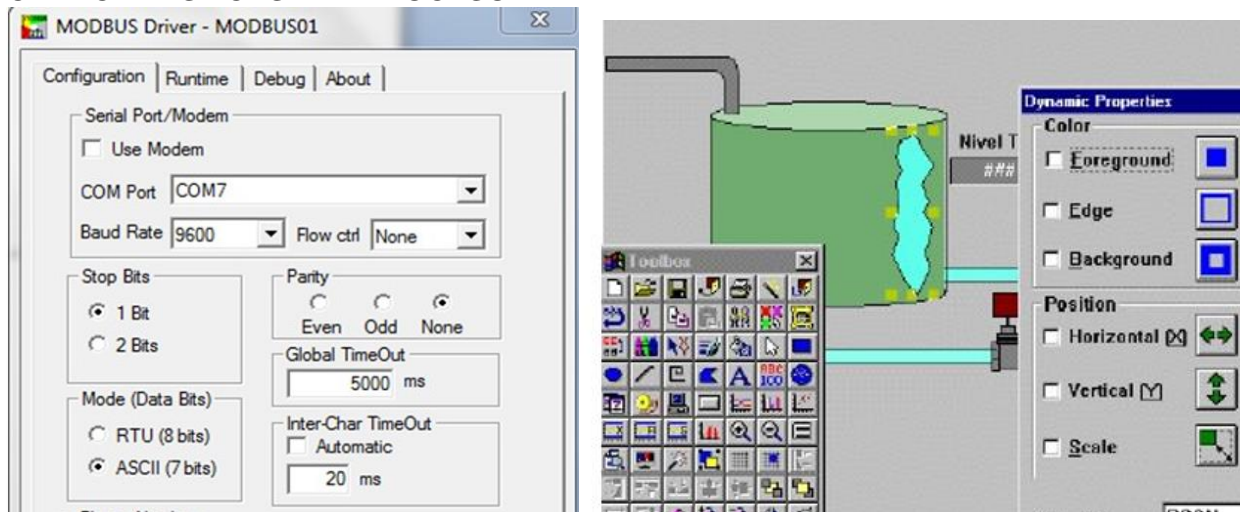 MODBUS Driver - MODBUS01
Configuration
Runtime
Debug
About
Serial Port/Modem
Use Modem
COM Port COM7
Baud Rate 9600 Flow ctrl None
Stop Bits
1 Bit
2 Bits
Parity
Even Odd None
Global TimeOut
5000 ms
Mode (Data Bits)
RTU (8 bits)
ASCII (7 bits)
Inter-Char TimeOut
Automatic
20 ms
Nivel T
###
Toolbox
A
ABC
100
Dynamic Properties
Color
Foreground
Edge
Background
Position
Horizontal [X]
Vertical [Y]
Scale